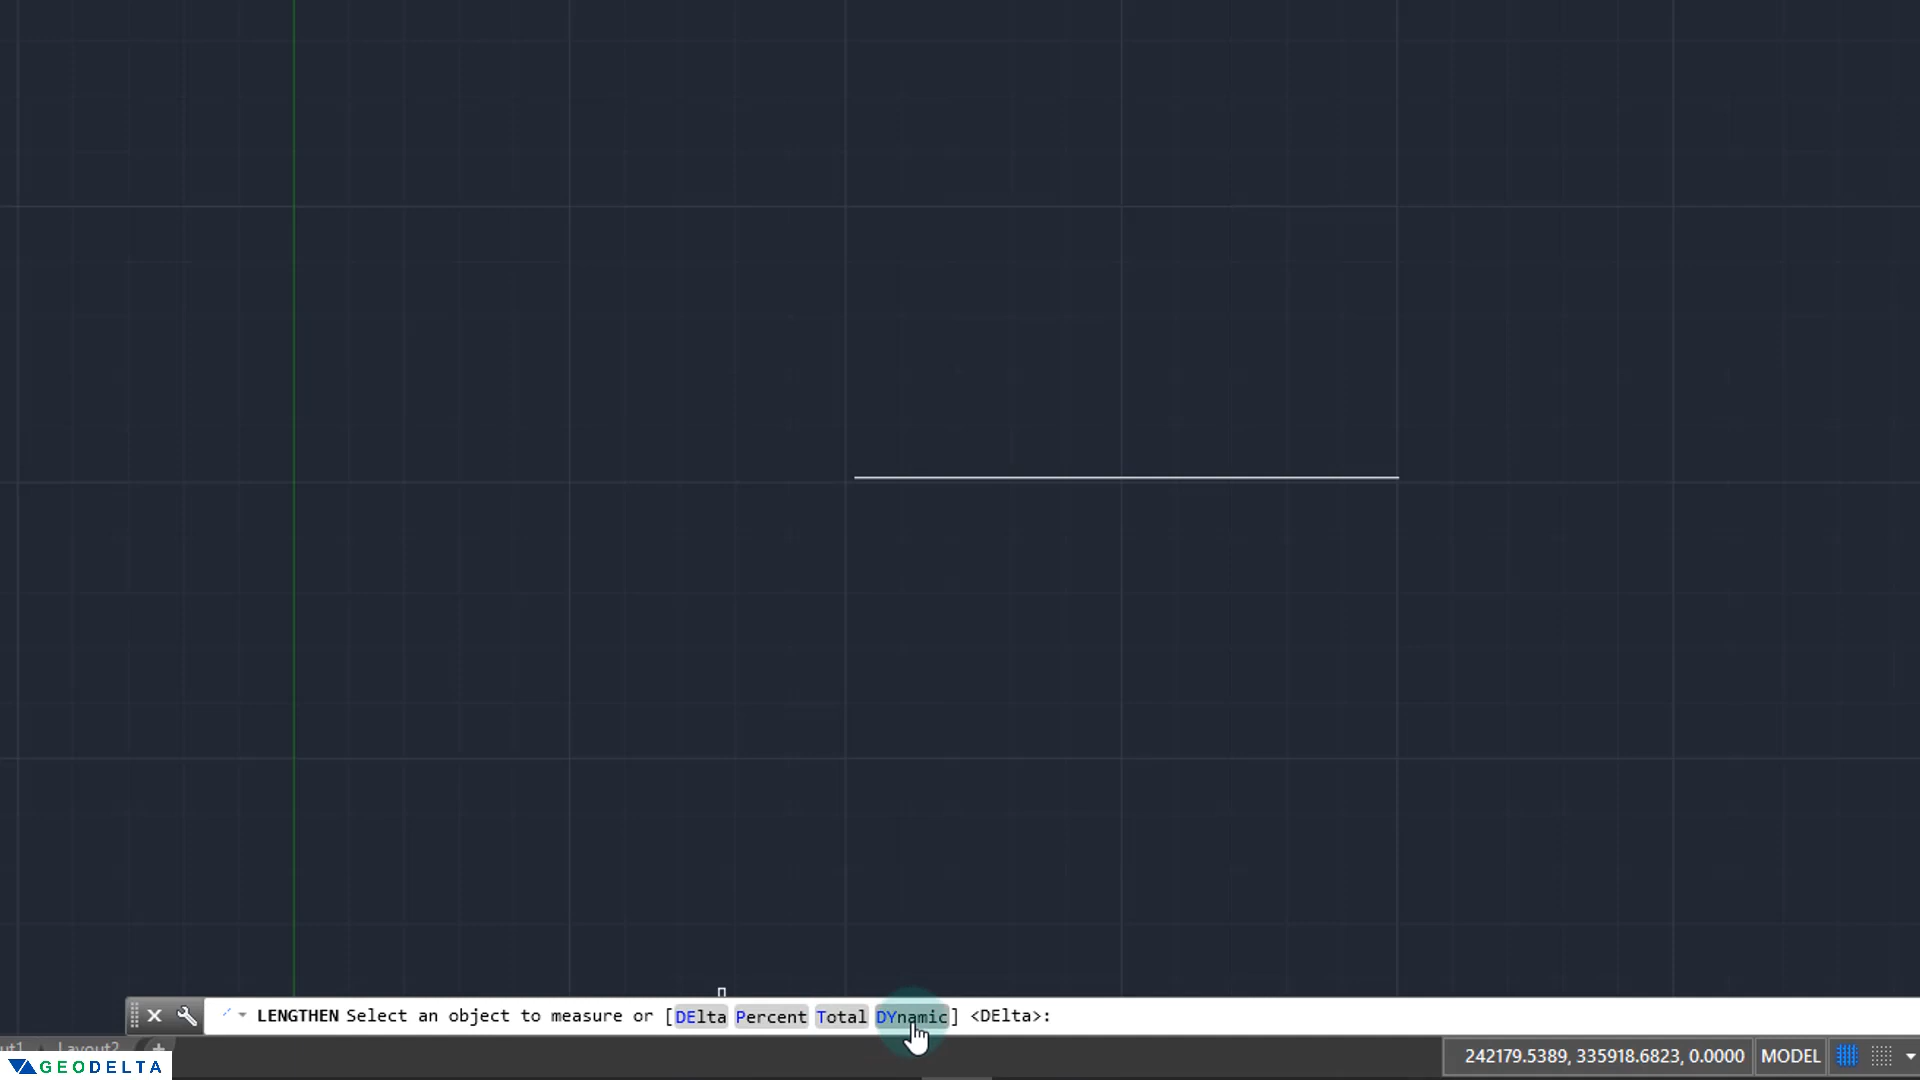 LENGTHEN Select an object to measure or [DElta Percent Total DYnamic] <DElta>:
Layout2 +
242179.5389, 335918.6823, 0.0000 MODEL
GEODELTA